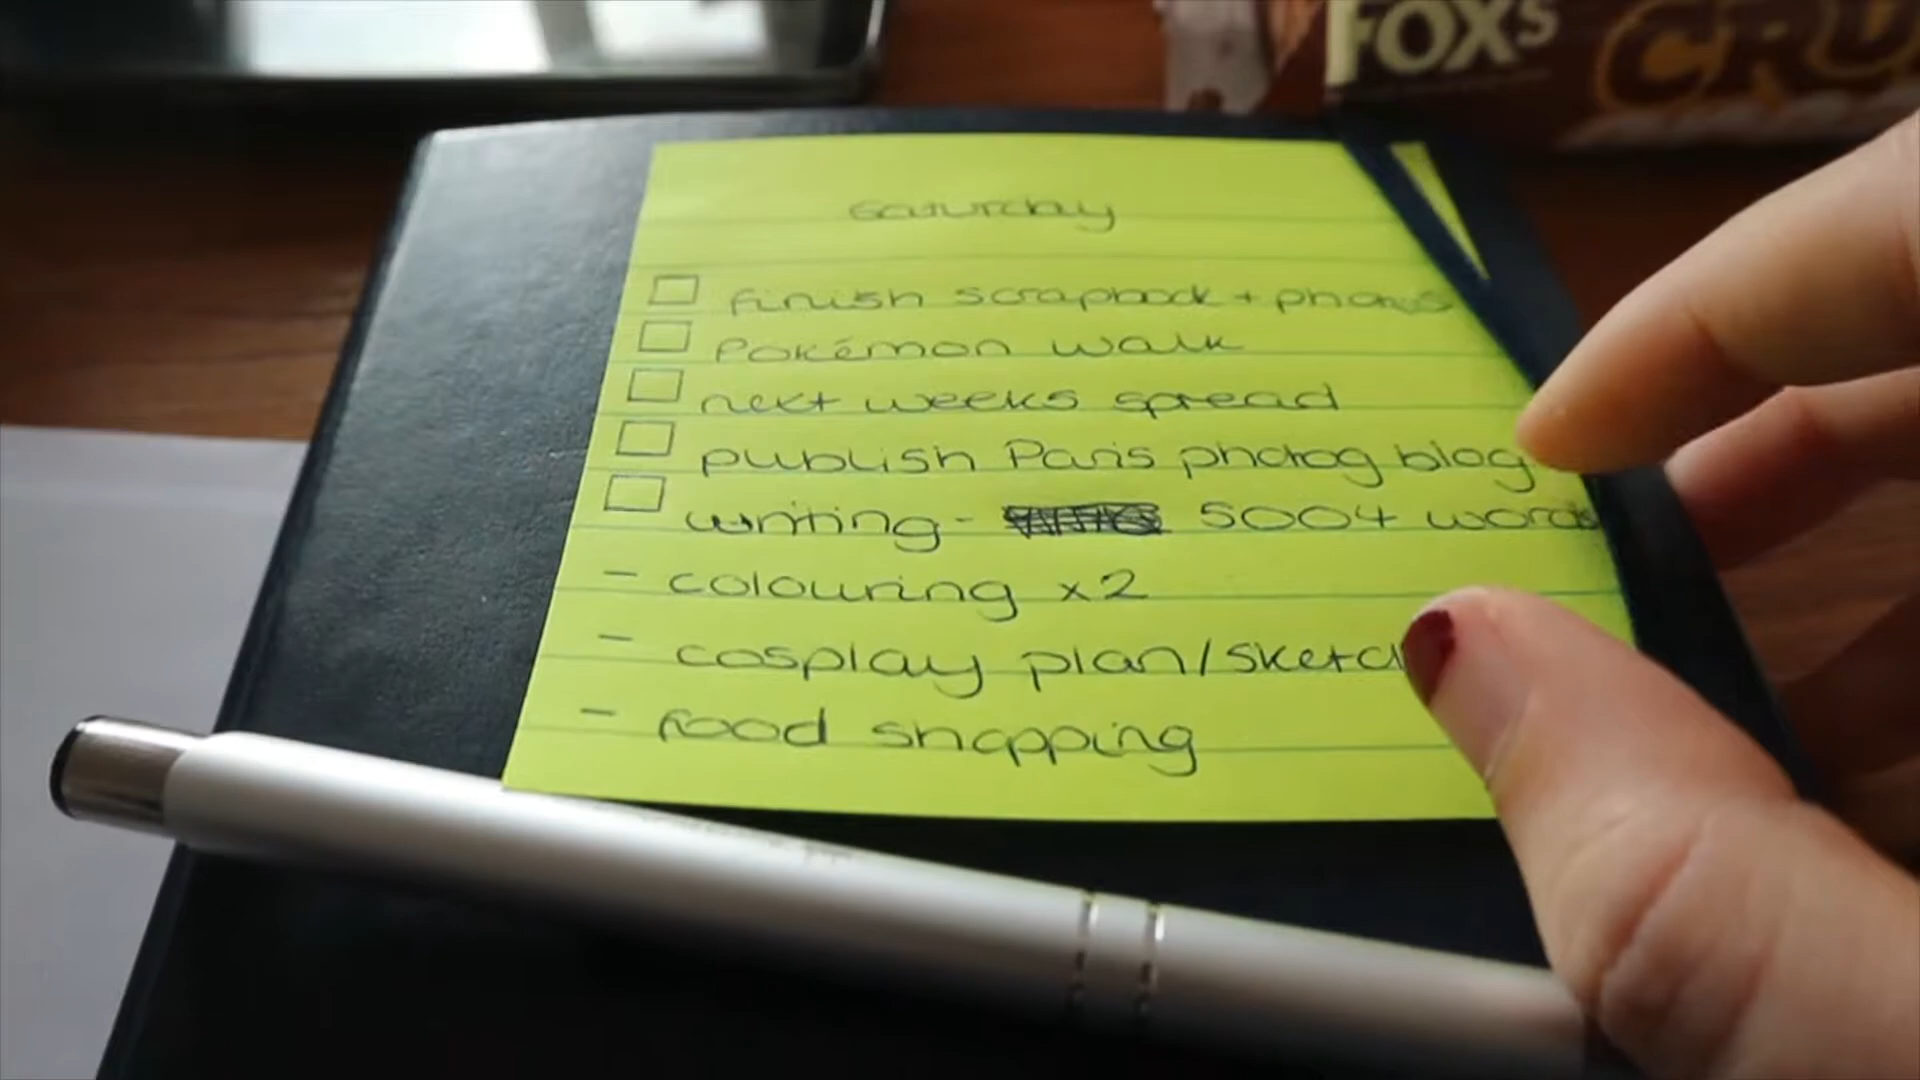 FOX's CRU
Saturday
finish scrapbook + photos
Pokémon walk
next weeks spread
publish Paris photog blog
writing - 5004 words
- colouring x2
- cosplay plan/sketch
- food shopping